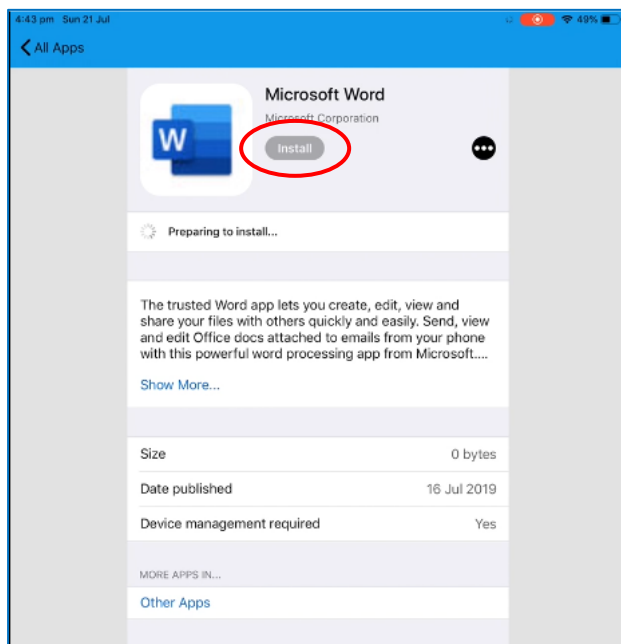 4:43 pm Sun 21 Jul 49%
All Apps
Microsoft Word
Microsoft Corporation
W
Install
Preparing to install...
The trusted Word app lets you create, edit, view and
share your files with others quickly and easily. Send, view
and edit Office docs attached to emails from your phone
with this powerful word processing app from Microsoft....
Show More...
Size 0 bytes
Date published 16 Jul 2019
Device management required Yes
MORE APPS IN...
Other Apps